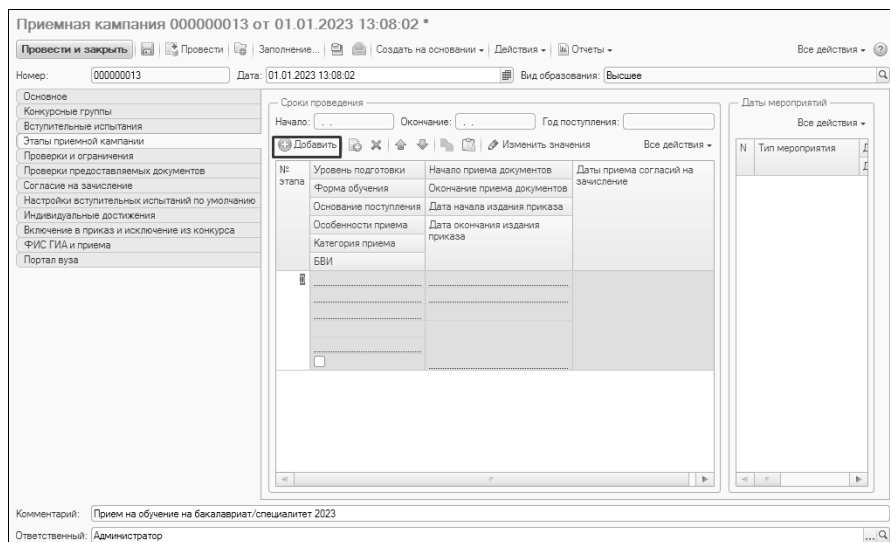 Приемная кампания 000000013 от 01.01.2023 13:08:02 *
Провести и закрыть Провести Заполнение... Создать на основании Действия Отчеты Все действия ?
Номер: 000000013 Дата: 01.01.2023 13:08:02 Вид образования: Высшее
Основное
Конкурсные группы
Вступительные испытания
Этапы приемной кампании
Проверки и ограничения
Проверки предоставляемых документов
Согласие на зачисление
Настройки вступительных испытаний по умолчанию
Индивидуальные достижения
Включение в приказ и исключение из конкурса
ФИС ГИА и приема
Портал вуза
Сроки проведения
Начало: . . Окончание: . . Год поступления:
Добавить Изменить значения Все действия
№ этапа
Уровень подготовки
Форма обучения
Основание поступления
Особенности приема
Категория приема
БВИ
Начало приема документов
Окончание приема документов
Дата начала издания приказа
Дата окончания издания
приказа
Даты приема согласий на
зачисление
Даты мероприятий
Все действия
N Тип мероприятия
Комментарий: Прием на обучение на бакалавриат/специалитет 2023
Ответственный: Администратор ...